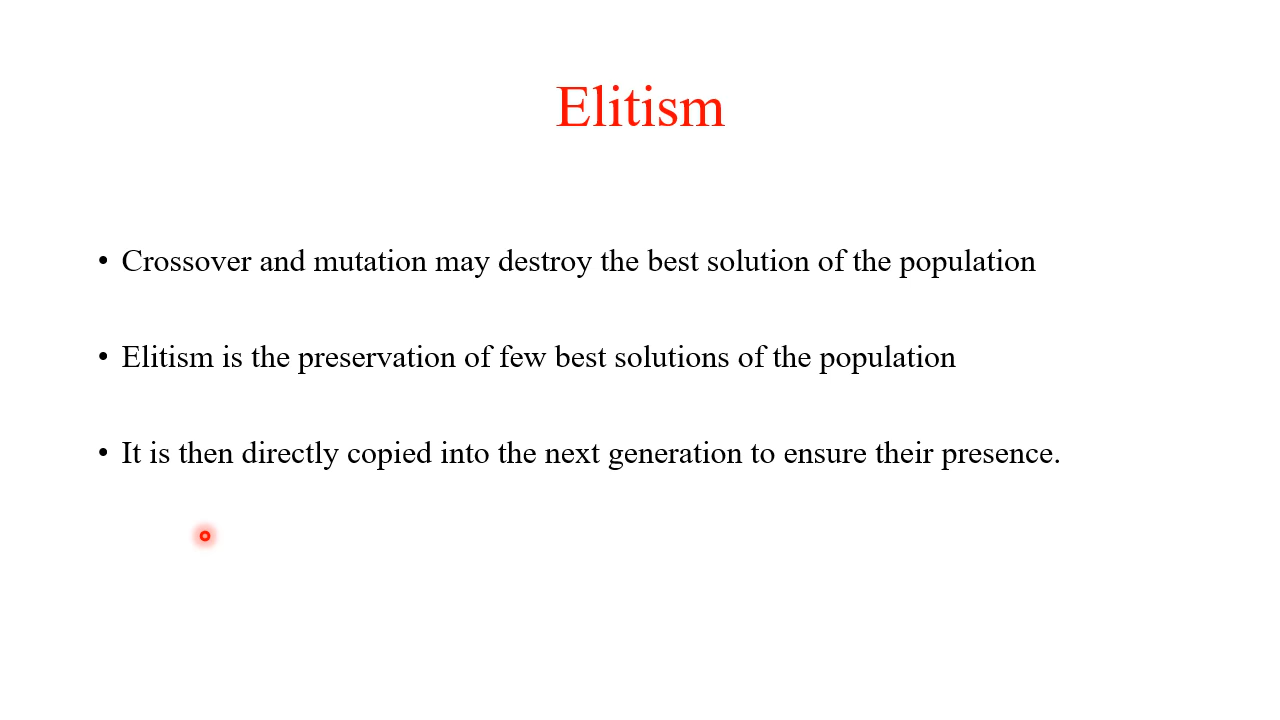 Elitism
• Crossover and mutation may destroy the best solution of the population
• Elitism is the preservation of few best solutions of the population
• It is then directly copied into the next generation to ensure their presence.